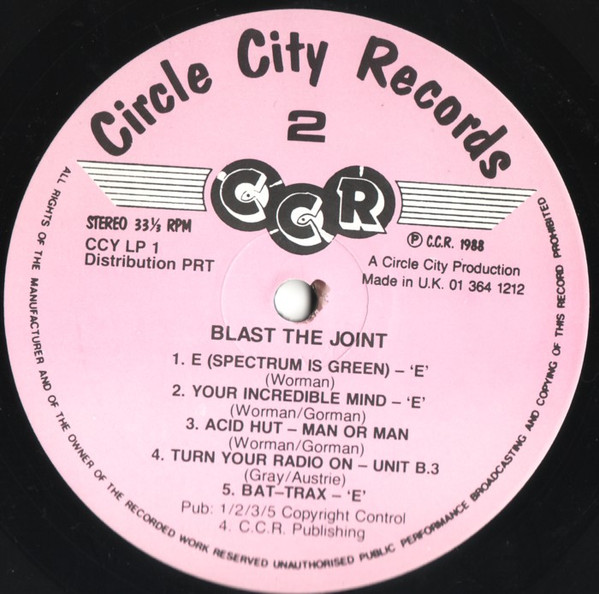 Circle City Records
2
CCR
STEREO 33⅓ RPM
CCY LP 1
Distribution PRT
Ⓟ C.C.R. 1988
A Circle City Production
Made in U.K. 01 364 1212
BLAST THE JOINT
1. E (SPECTRUM IS GREEN) – 'E'
(Worman)
2. YOUR INCREDIBLE MIND – 'E'
(Worman/Gorman)
3. ACID HUT – MAN OR MAN
(Worman/Gorman)
4. TURN YOUR RADIO ON – UNIT B.3
(Gray/Austrie)
5. BAT–TRAX – 'E'
Pub: 1/2/3/5 Copyright Control
4. C.C.R. Publishing
ALL RIGHTS OF THE MANUFACTURER AND OF THE OWNER OF THE RECORDED WORK RESERVED UNAUTHORISED PUBLIC PERFORMANCE BROADCASTING AND COPYING OF THIS RECORD PROHIBITED